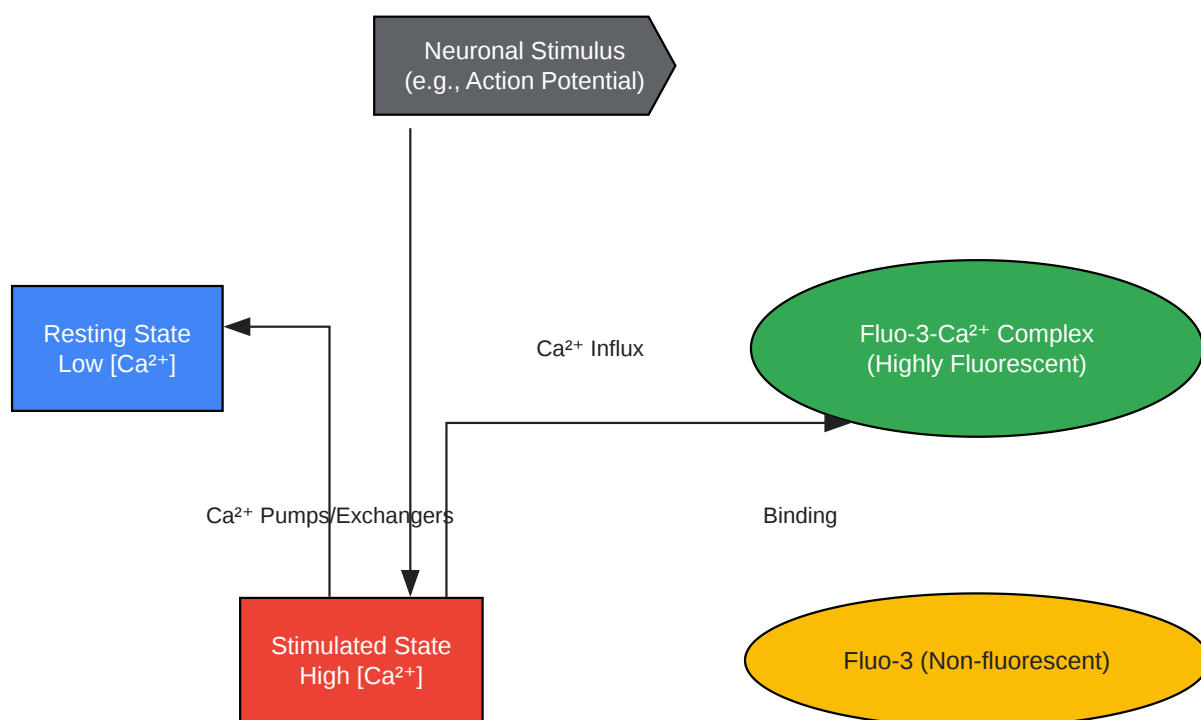 Neuronal Stimulus
(e.g., Action Potential)
Resting State
Low [Ca²⁺]
Ca²⁺ Influx
Fluo-3-Ca²⁺ Complex
(Highly Fluorescent)
Ca²⁺ Pumps/Exchangers
Binding
Stimulated State
High [Ca²⁺]
Fluo-3 (Non-fluorescent)